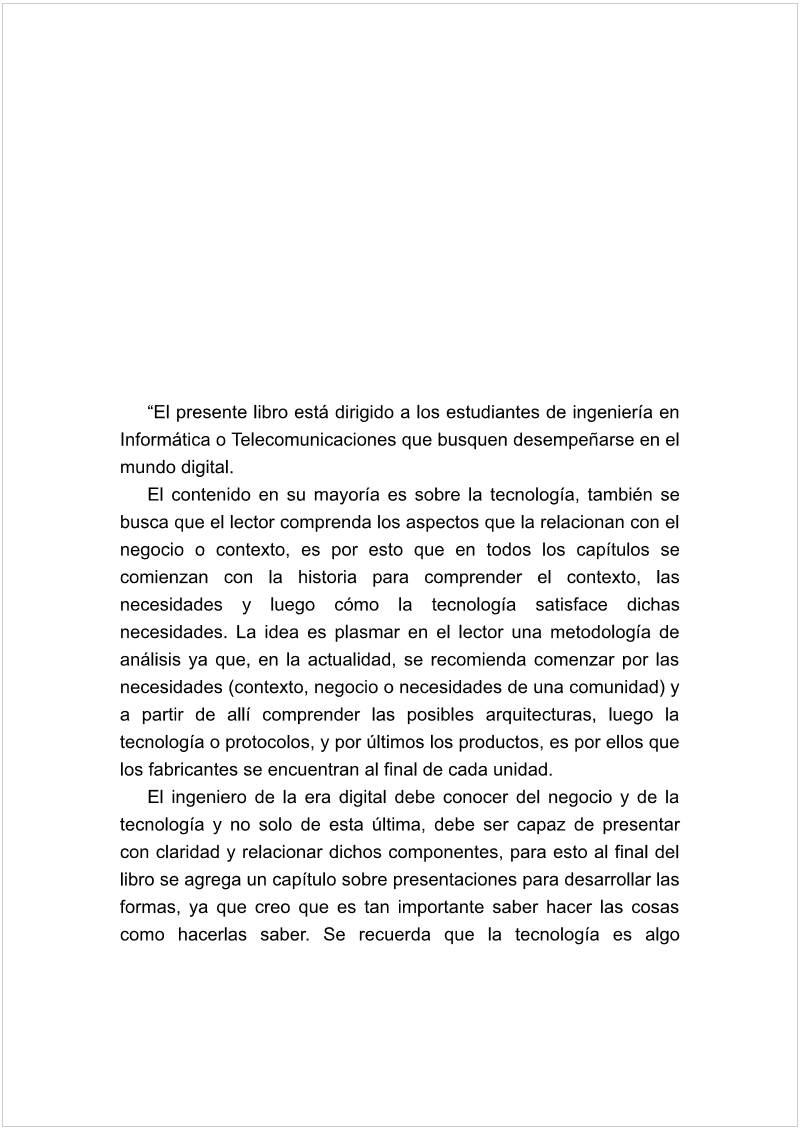 “El presente libro está dirigido a los estudiantes de ingeniería en
Informática o Telecomunicaciones que busquen desempeñarse en el
mundo digital.
El contenido en su mayoría es sobre la tecnología, también se
busca que el lector comprenda los aspectos que la relacionan con el
negocio o contexto, es por esto que en todos los capítulos se
comienzan con la historia para comprender el contexto, las
necesidades y luego cómo la tecnología satisface dichas
necesidades. La idea es plasmar en el lector una metodología de
análisis ya que, en la actualidad, se recomienda comenzar por las
necesidades (contexto, negocio o necesidades de una comunidad) y
a partir de allí comprender las posibles arquitecturas, luego la
tecnología o protocolos, y por últimos los productos, es por ellos que
los fabricantes se encuentran al final de cada unidad.
El ingeniero de la era digital debe conocer del negocio y de la
tecnología y no solo de esta última, debe ser capaz de presentar
con claridad y relacionar dichos componentes, para esto al final del
libro se agrega un capítulo sobre presentaciones para desarrollar las
formas, ya que creo que es tan importante saber hacer las cosas
como hacerlas saber. Se recuerda que la tecnología es algo